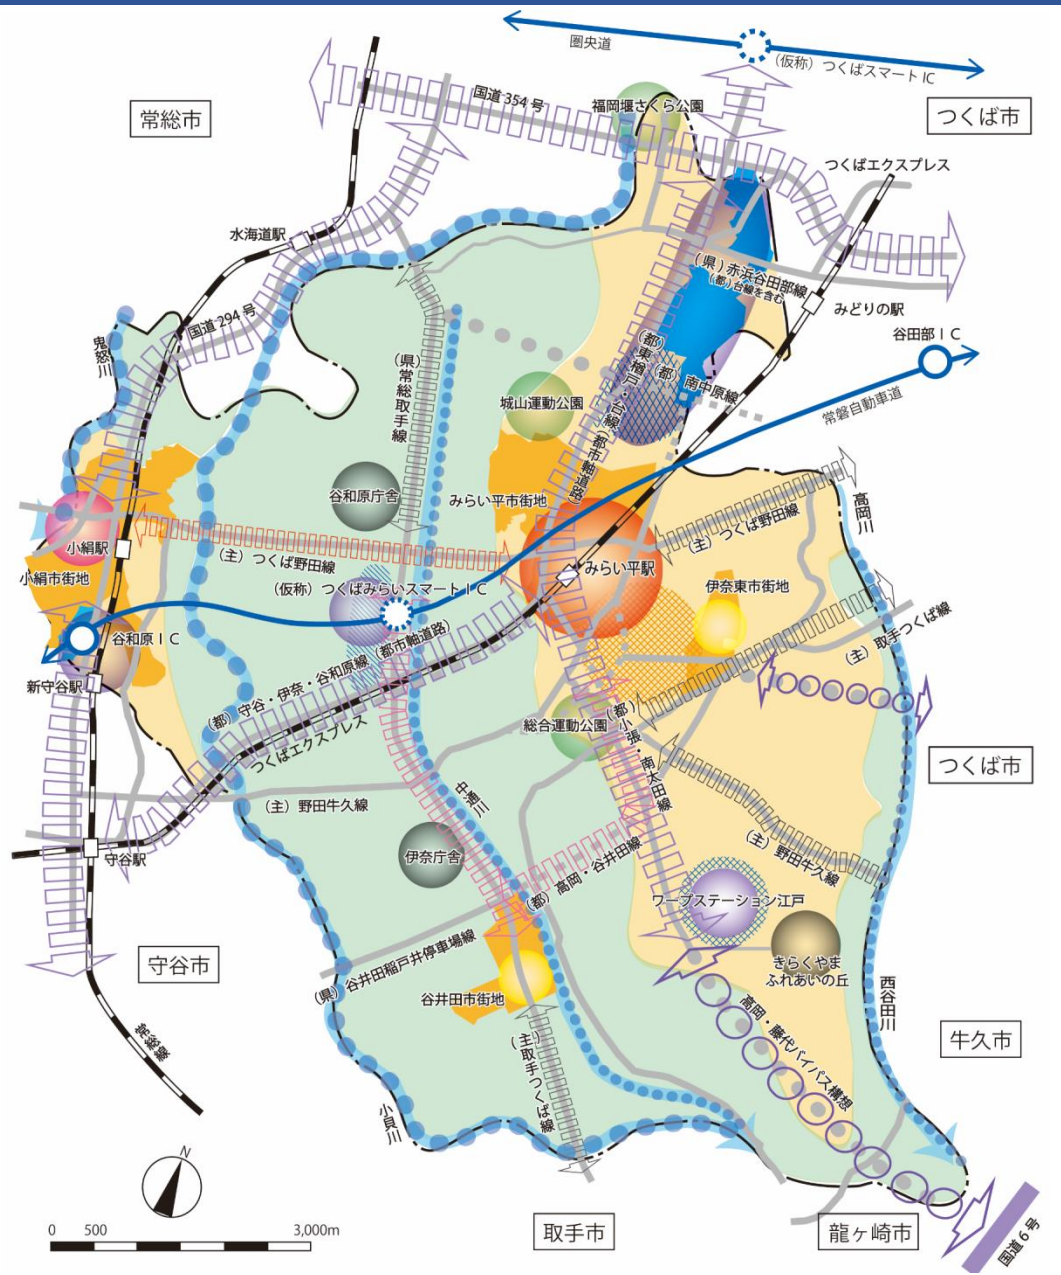 圏央道
(仮称)つくばスマートIC
常総市
国道354号
福岡堰さくら公園
つくば市
つくばエクスプレス
水海道駅
(県)赤浜谷田部線
(都)台線を含む
みどりの駅
国道294号
鬼怒川
谷田部IC
(県)常総取手線
(都)東楢戸・台線(都市軸道路)
(都)南中原線
城山運動公園
常磐自動車道
谷和原庁舎
みらい平市街地
小絹駅
(主)つくば野田線
(主)つくば野田線
高岡川
小絹市街地
(仮称)つくばみらいスマートIC
みらい平駅
伊奈東市街地
谷和原IC
(主)取手つくば線
新守谷駅
(都)守谷・伊奈・谷和原線(都市軸道路)
つくばエクスプレス
総合運動公園
(都)小張・南太田線
つくば市
(主)野田牛久線
中通川
(主)野田牛久線
守谷駅
伊奈庁舎
(都)高岡・谷井田線
ワープステーション江戸
守谷市
(県)谷井田稲戸井停車場線
きらくやま
ふれあいの丘
谷井田市街地
西谷田川
常総線
(主取手つくば線)
高岡・藤代バイパス構想
牛久市
小貝川
N
0 500 3,000m
取手市
龍ヶ崎市
国道6号